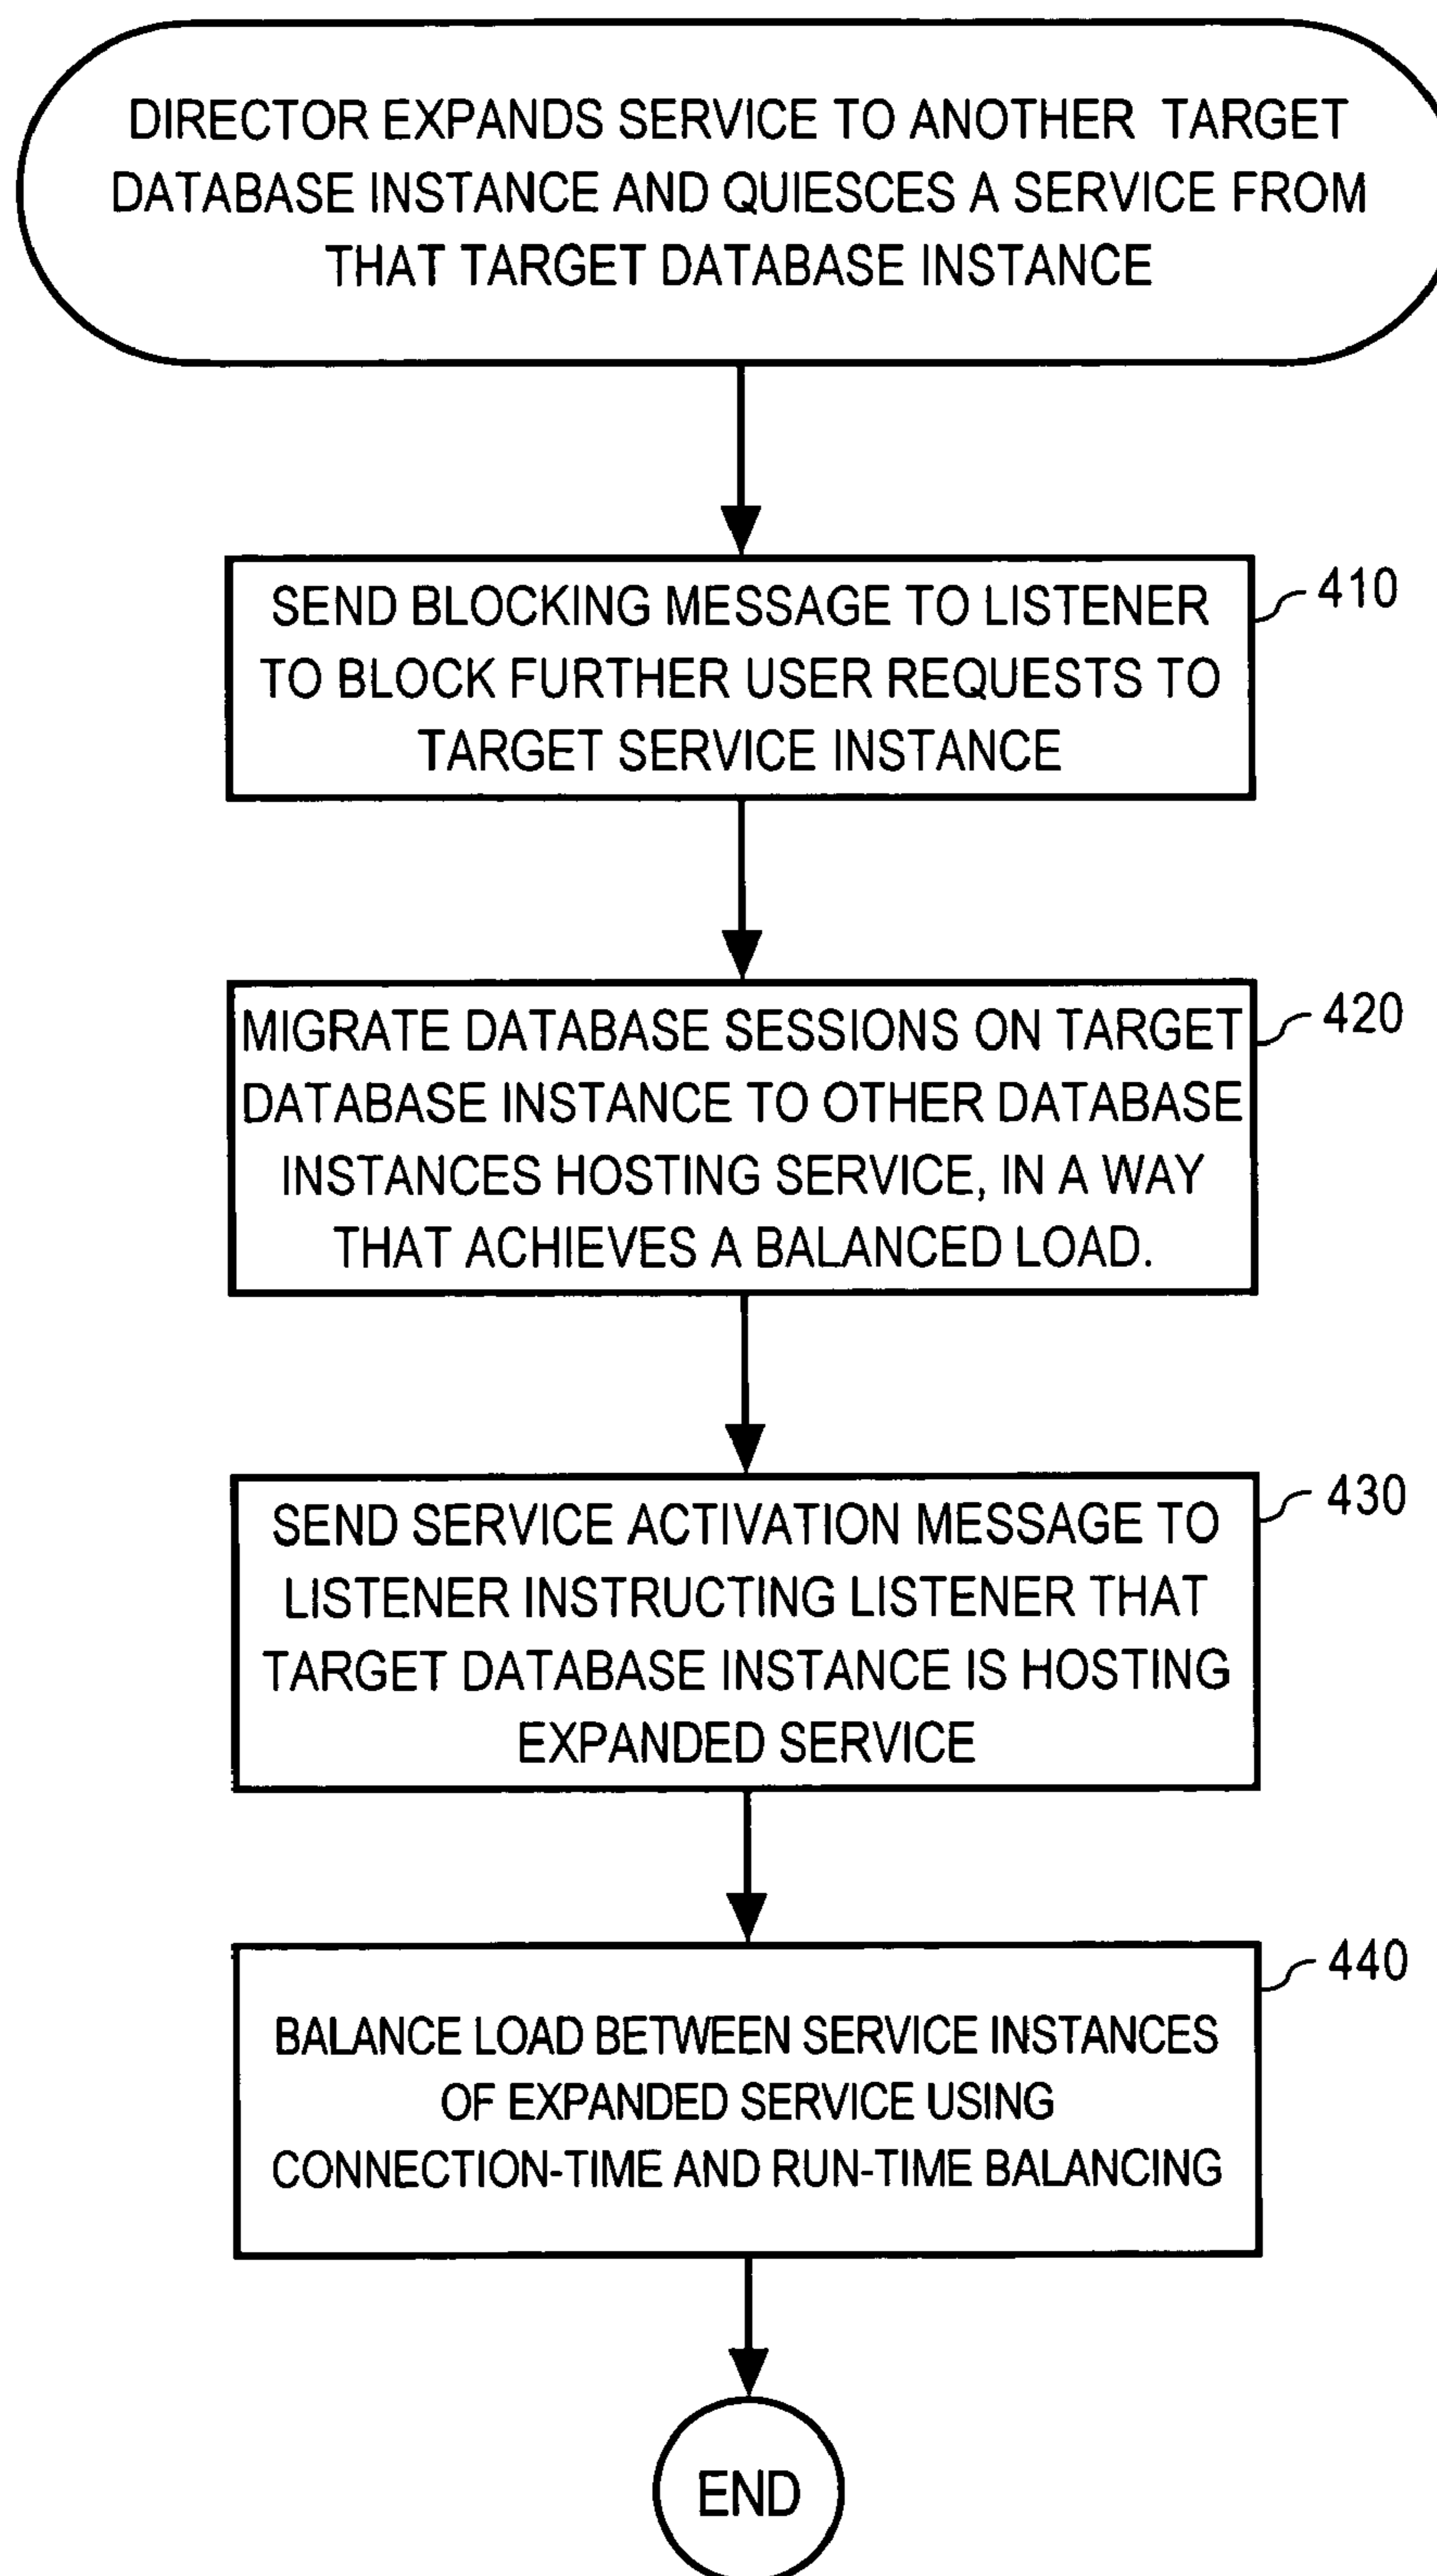 DIRECTOR EXPANDS SERVICE TO ANOTHER TARGET
DATABASE INSTANCE AND QUIESCES A SERVICE FROM
THAT TARGET DATABASE INSTANCE
SEND BLOCKING MESSAGE TO LISTENER
TO BLOCK FURTHER USER REQUESTS TO
TARGET SERVICE INSTANCE
410
MIGRATE DATABASE SESSIONS ON TARGET
DATABASE INSTANCE TO OTHER DATABASE
INSTANCES HOSTING SERVICE, IN A WAY
THAT ACHIEVES A BALANCED LOAD.
420
SEND SERVICE ACTIVATION MESSAGE TO
LISTENER INSTRUCTING LISTENER THAT
TARGET DATABASE INSTANCE IS HOSTING
EXPANDED SERVICE
430
BALANCE LOAD BETWEEN SERVICE INSTANCES
OF EXPANDED SERVICE USING
CONNECTION-TIME AND RUN-TIME BALANCING
440
END